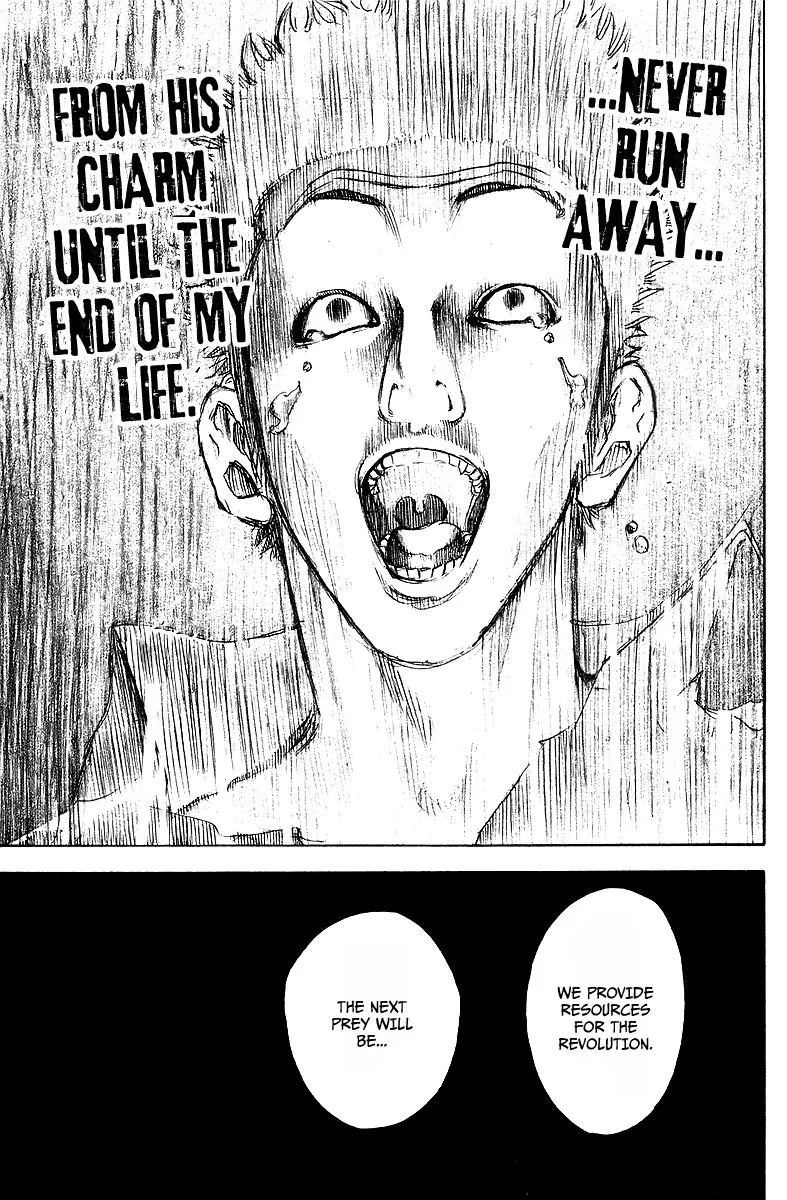 ...NEVER
RUN
AWAY...
FROM HIS
CHARM
UNTIL THE
END OF MY
LIFE.
WE PROVIDE
RESOURCES
FOR THE
REVOLUTION.
THE NEXT
PREY WILL
BE...